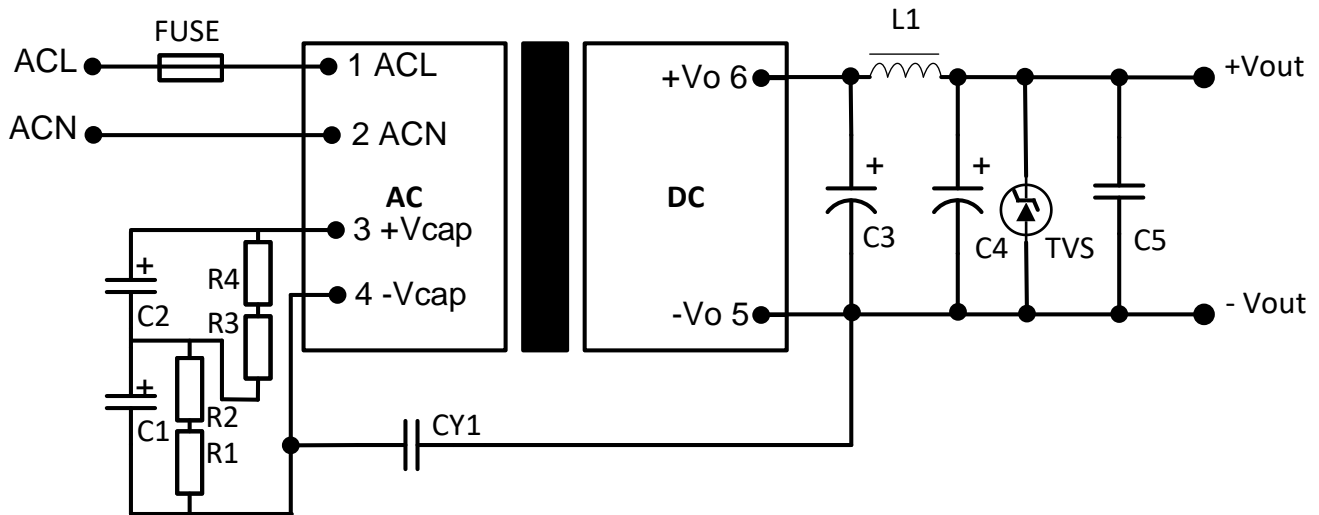 L1
FUSE
ACL
1 ACL
+Vo 6
+Vout
ACN
2 ACN
AC
DC
+
+
3 +Vcap
C3
C4
TVS
C5
+
R4
4 -Vcap
C2
R3
-Vo 5
- Vout
+
R2
C1
CY1
R1